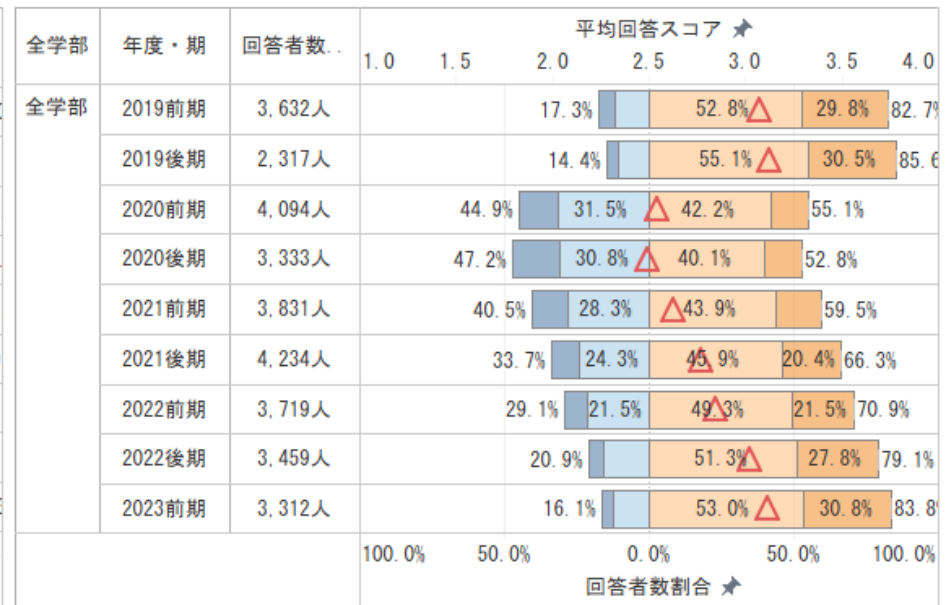 平均回答スコア
全学部 年度・期 回答者数..
1.0 1.5 2.0 2.5 3.0 3.5 4.0
全学部 2019前期 3,632人 17.3% 52.8% 29.8% 82.7%
2019後期 2,317人 14.4% 55.1% 30.5% 85.6
2020前期 4,094人 44.9% 31.5% 42.2% 55.1%
2020後期 3,333人 47.2% 30.8% 40.1% 52.8%
2021前期 3,831人 40.5% 28.3% 43.9% 59.5%
2021後期 4,234人 33.7% 24.3% 45.9% 20.4% 66.3%
2022前期 3,719人 29.1% 21.5% 49.3% 21.5% 70.9%
2022後期 3,459人 20.9% 51.3% 27.8% 79.1%
2023前期 3,312人 16.1% 53.0% 30.8% 83.8
100.0% 50.0% 0.0% 50.0% 100.0%
回答者数割合